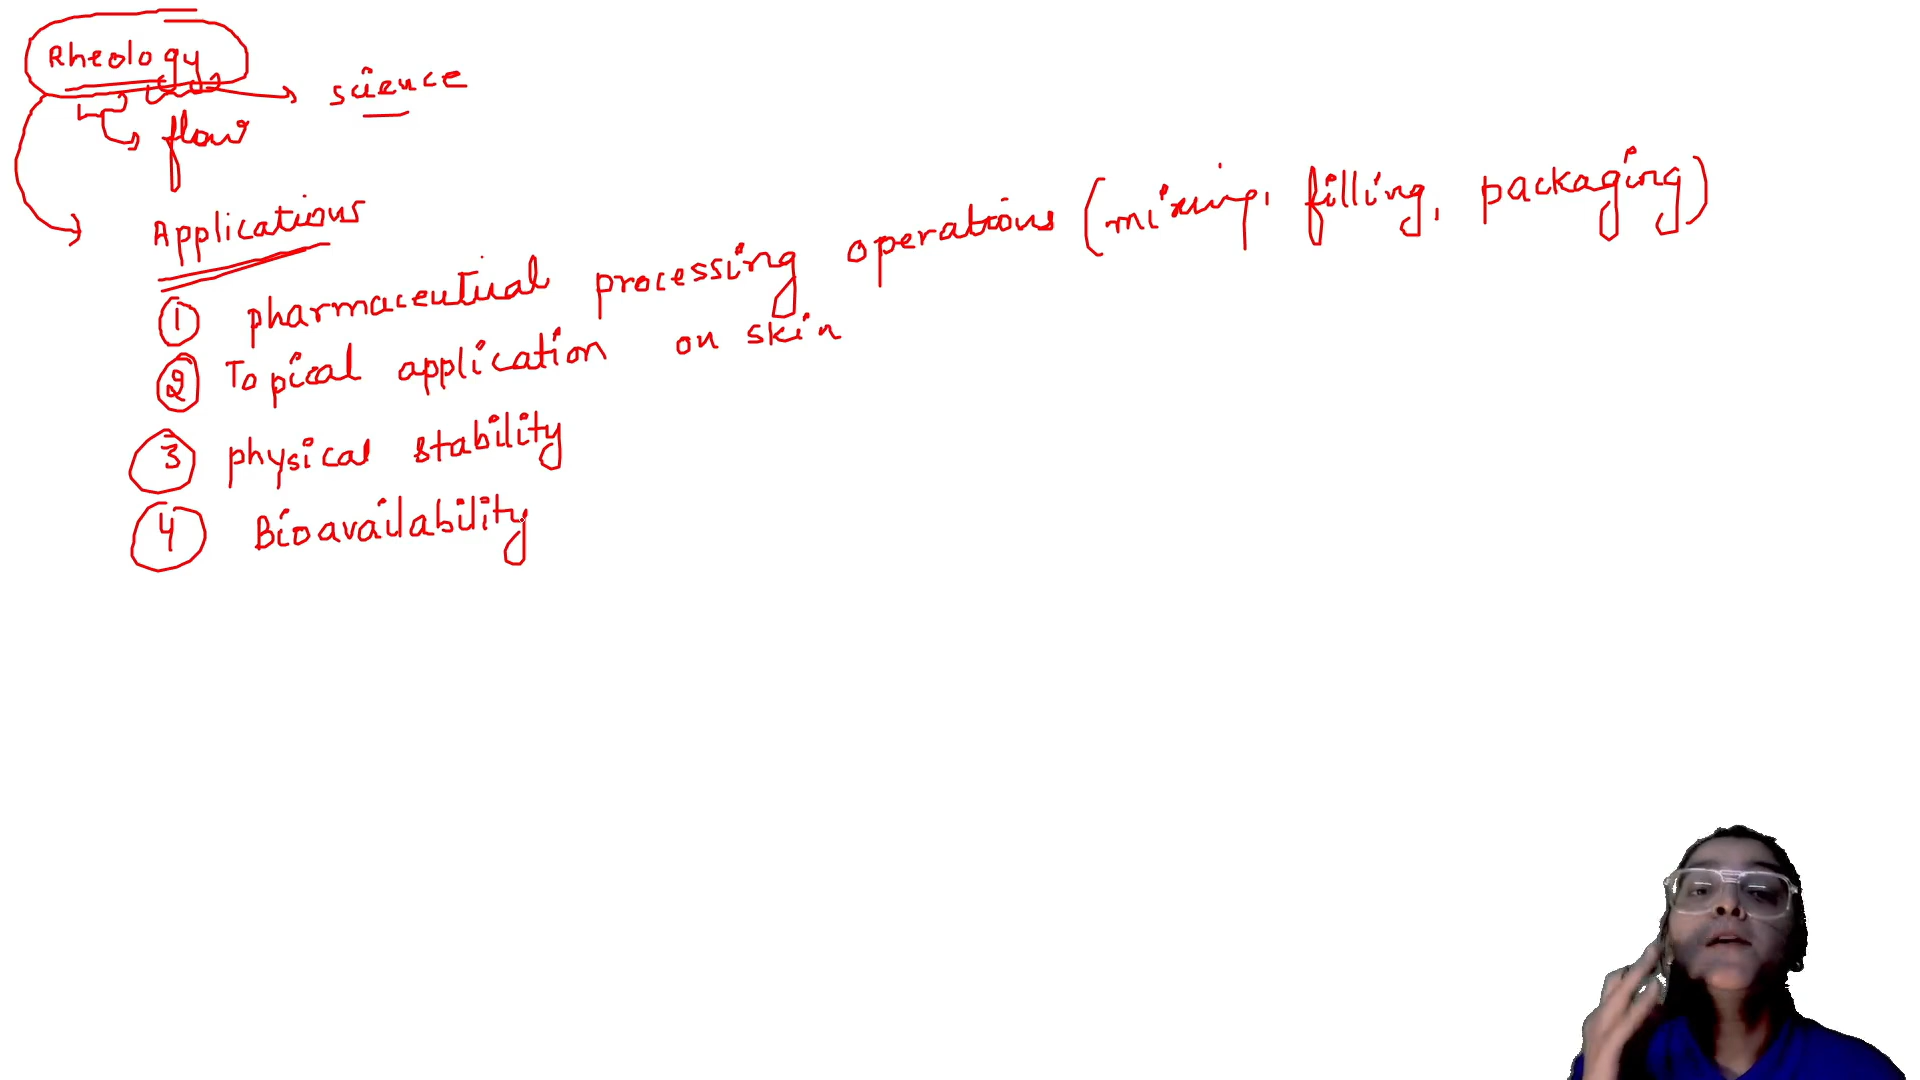 Rheology
science
flow
Applications
1 pharmaceutical processing operations (mixing, filling, packaging)
2 Topical application on skin
3 physical stability
4 Bioavailability